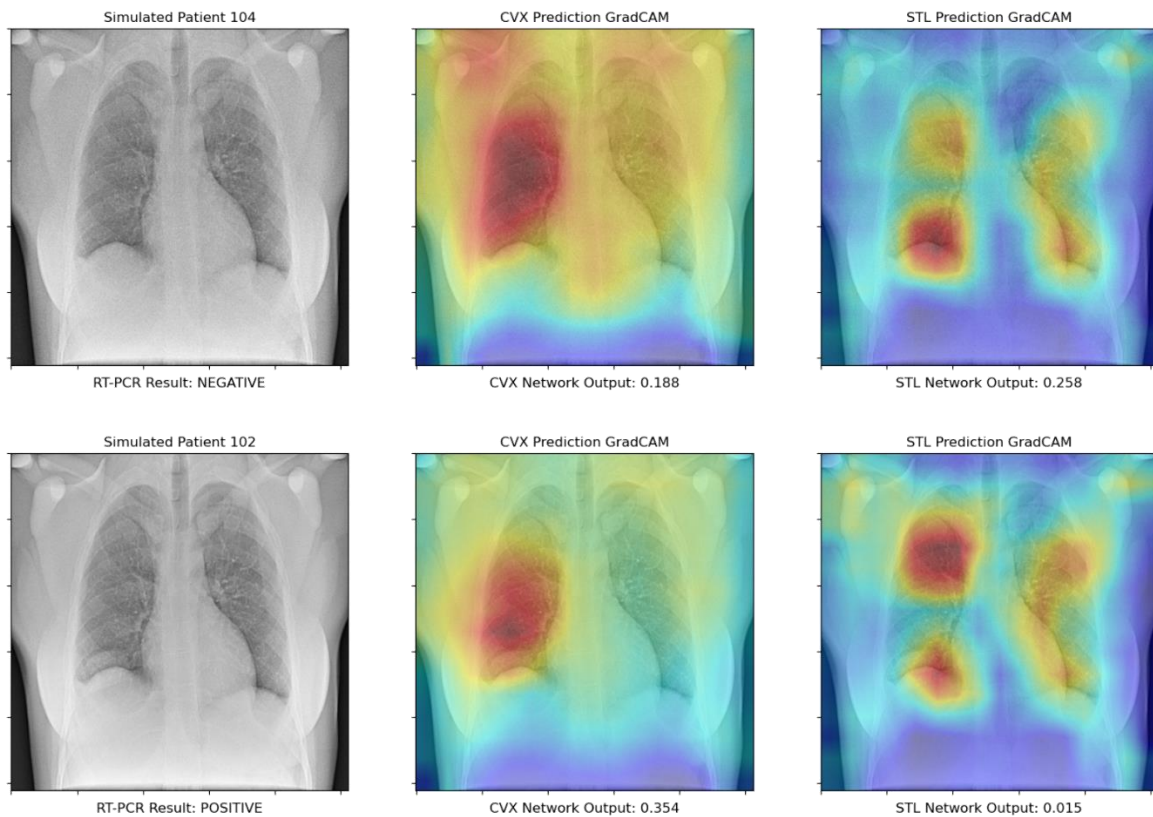 Simulated Patient 104
CVX Prediction GradCAM
STL Prediction GradCAM
RT-PCR Result: NEGATIVE
CVX Network Output: 0.188
STL Network Output: 0.258
Simulated Patient 102
CVX Prediction GradCAM
STL Prediction GradCAM
RT-PCR Result: POSITIVE
CVX Network Output: 0.354
STL Network Output: 0.015